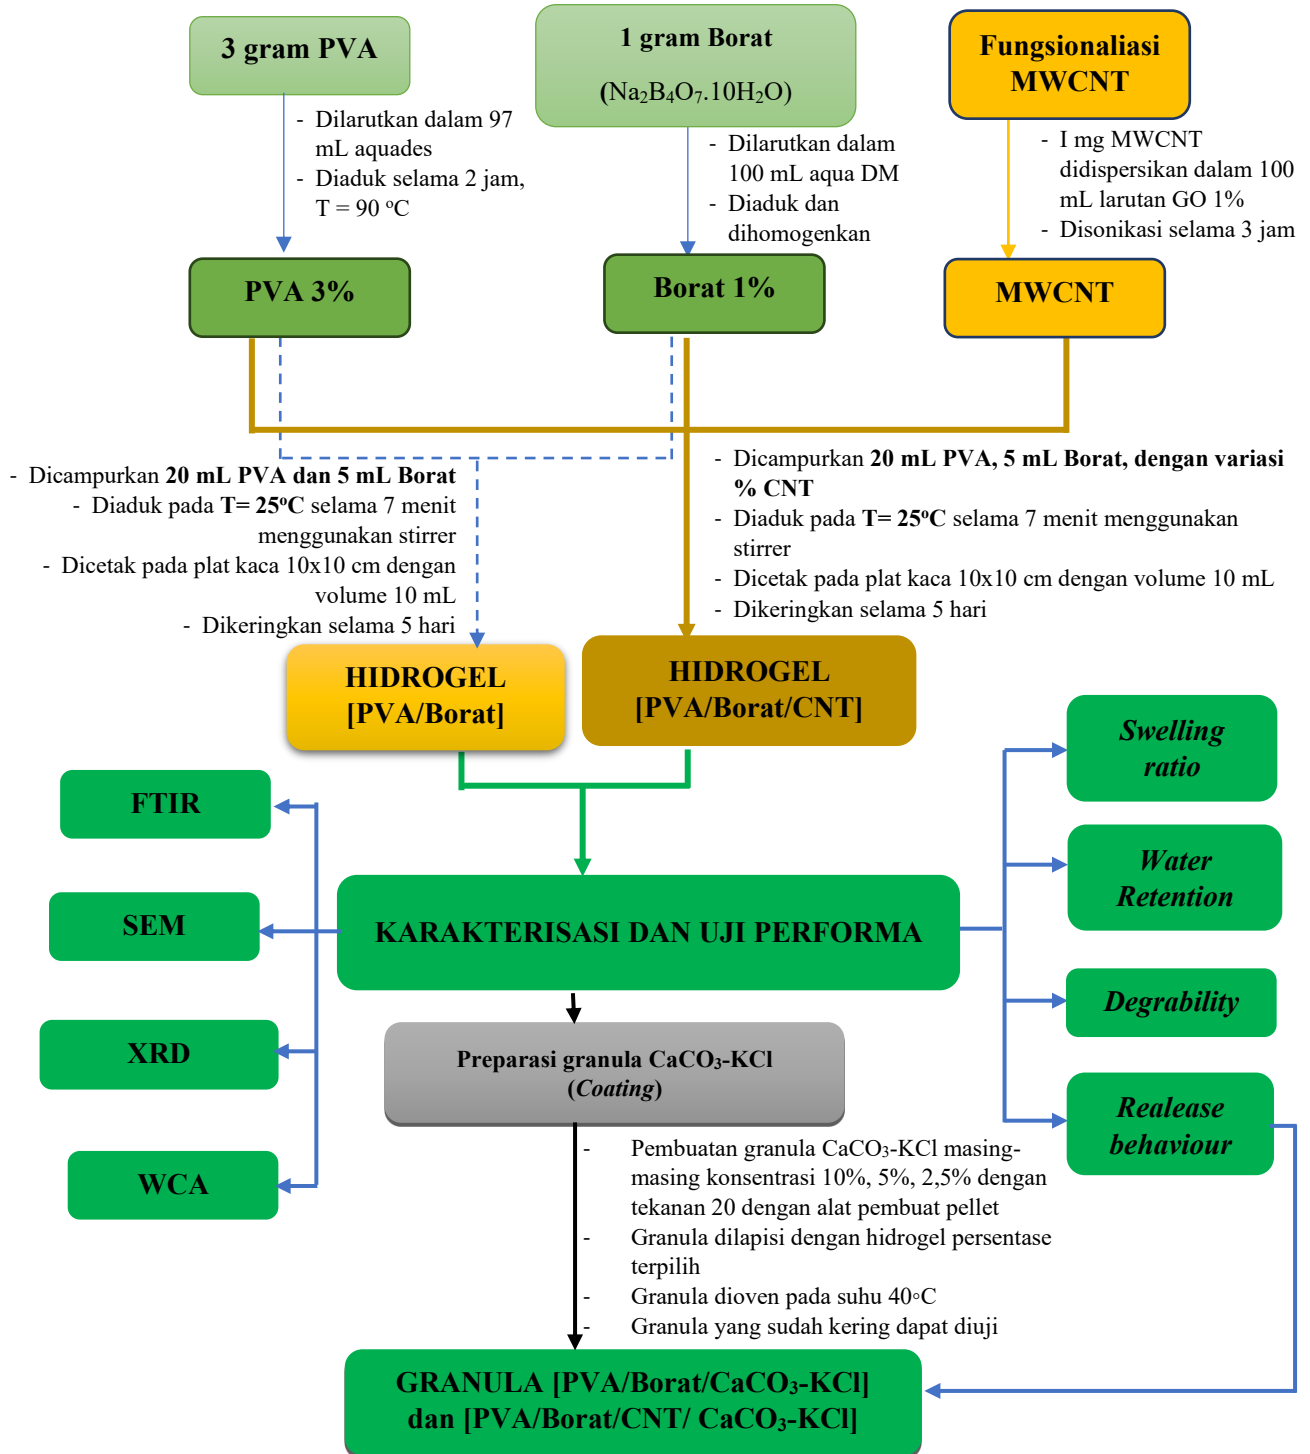 3 gram PVA
1 gram Borat
(Na₂B₄O₇.10H₂O)
Fungsionaliasi
MWCNT
- Dilarutkan dalam 97
mL aquades
- Diaduk selama 2 jam,
T = 90 °C
- Dilarutkan dalam
100 mL aqua DM
- Diaduk dan
dihomogenkan
- I mg MWCNT
didispersikan dalam 100
mL larutan GO 1%
- Disonikasi selama 3 jam
PVA 3%
Borat 1%
MWCNT
- Dicampurkan 20 mL PVA dan 5 mL Borat
- Diaduk pada T= 25°C selama 7 menit
menggunakan stirrer
- Dicetak pada plat kaca 10x10 cm dengan
volume 10 mL
- Dikeringkan selama 5 hari
- Dicampurkan 20 mL PVA, 5 mL Borat, dengan variasi
% CNT
- Diaduk pada T= 25°C selama 7 menit menggunakan
stirrer
- Dicetak pada plat kaca 10x10 cm dengan volume 10 mL
- Dikeringkan selama 5 hari
HIDROGEL
[PVA/Borat]
HIDROGEL
[PVA/Borat/CNT]
FTIR
SEM
XRD
WCA
KARAKTERISASI DAN UJI PERFORMA
Swelling
ratio
Water
Retention
Degrability
Realease
behaviour
Preparasi granula CaCO₃-KCl
(Coating)
- Pembuatan granula CaCO₃-KCl masing-
masing konsentrasi 10%, 5%, 2,5% dengan
tekanan 20 dengan alat pembuat pellet
- Granula dilapisi dengan hidrogel persentase
terpilih
- Granula dioven pada suhu 40◦C
- Granula yang sudah kering dapat diuji
GRANULA [PVA/Borat/CaCO₃-KCl]
dan [PVA/Borat/CNT/ CaCO₃-KCl]